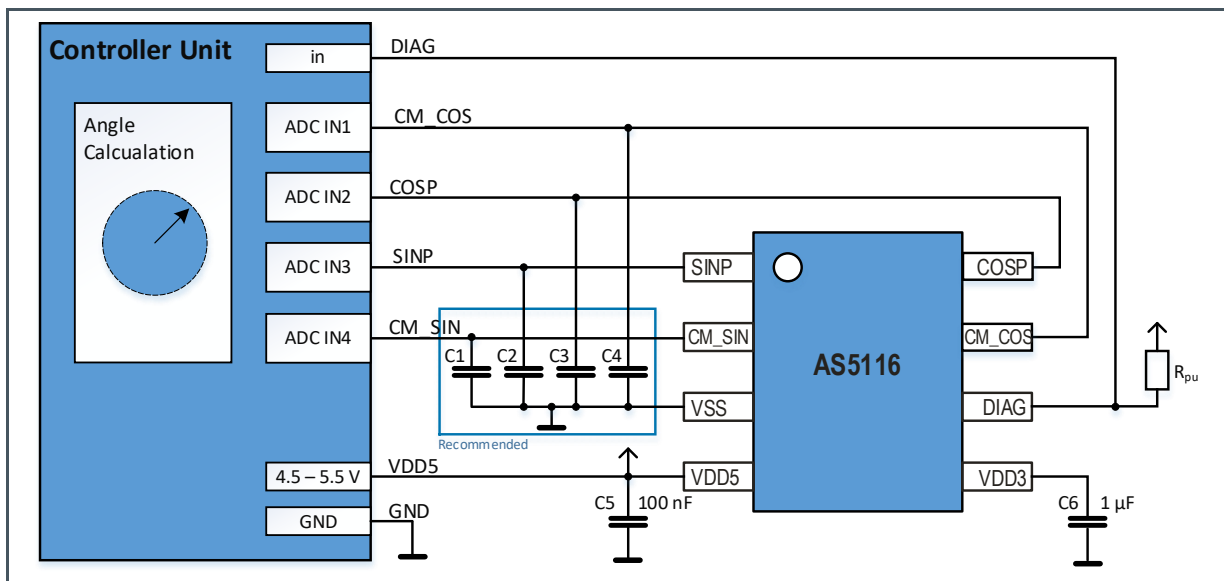 Controller Unit
in
DIAG
Angle
Calcualation
ADC IN1
CM_COS
ADC IN2
COSP
ADC IN3
SINP
ADC IN4
CM_SIN
C1
C2
C3
C4
Recommended
SINP
CM_SIN
VSS
VDD5
AS5116
COSP
CM_COS
DIAG
VDD3
Rpu
4.5 – 5.5 V
VDD5
GND
GND
C5 100 nF
C6 1 µF